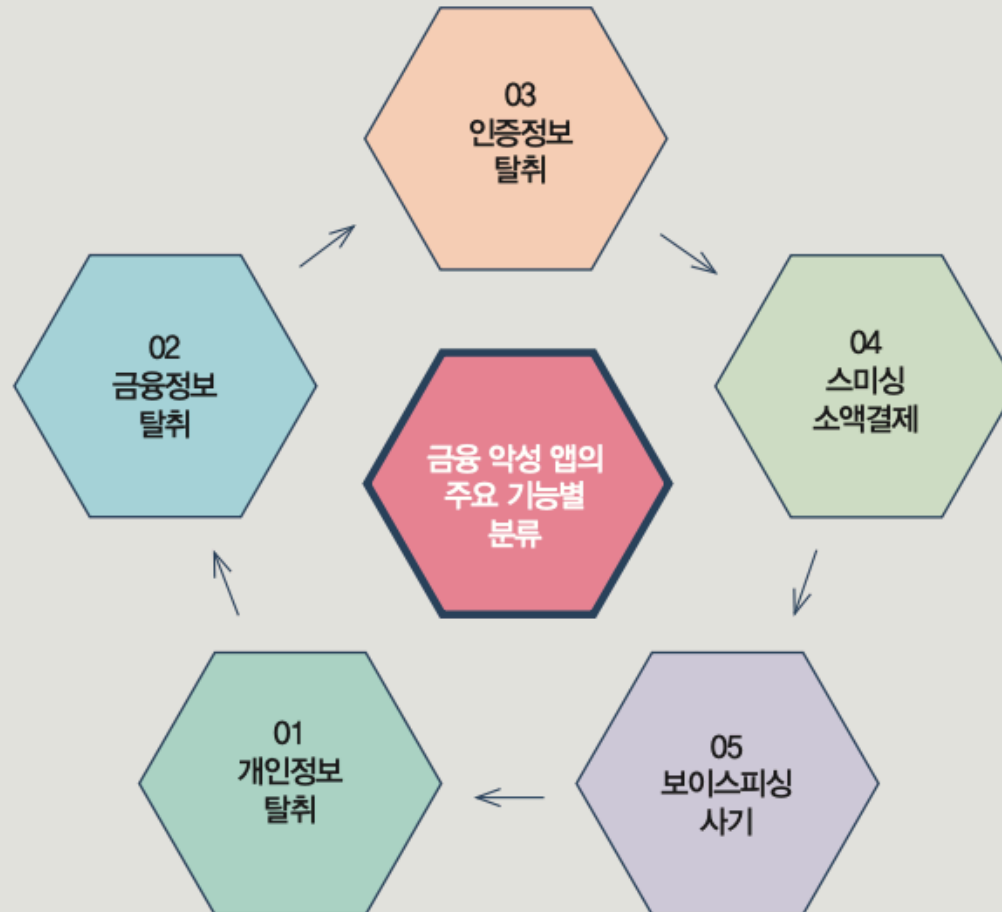 03
인증정보
탈취
02
금융정보
탈취
04
스미싱
소액결제
금융 악성 앱의
주요 기능별
분류
01
개인정보
탈취
05
보이스피싱
사기